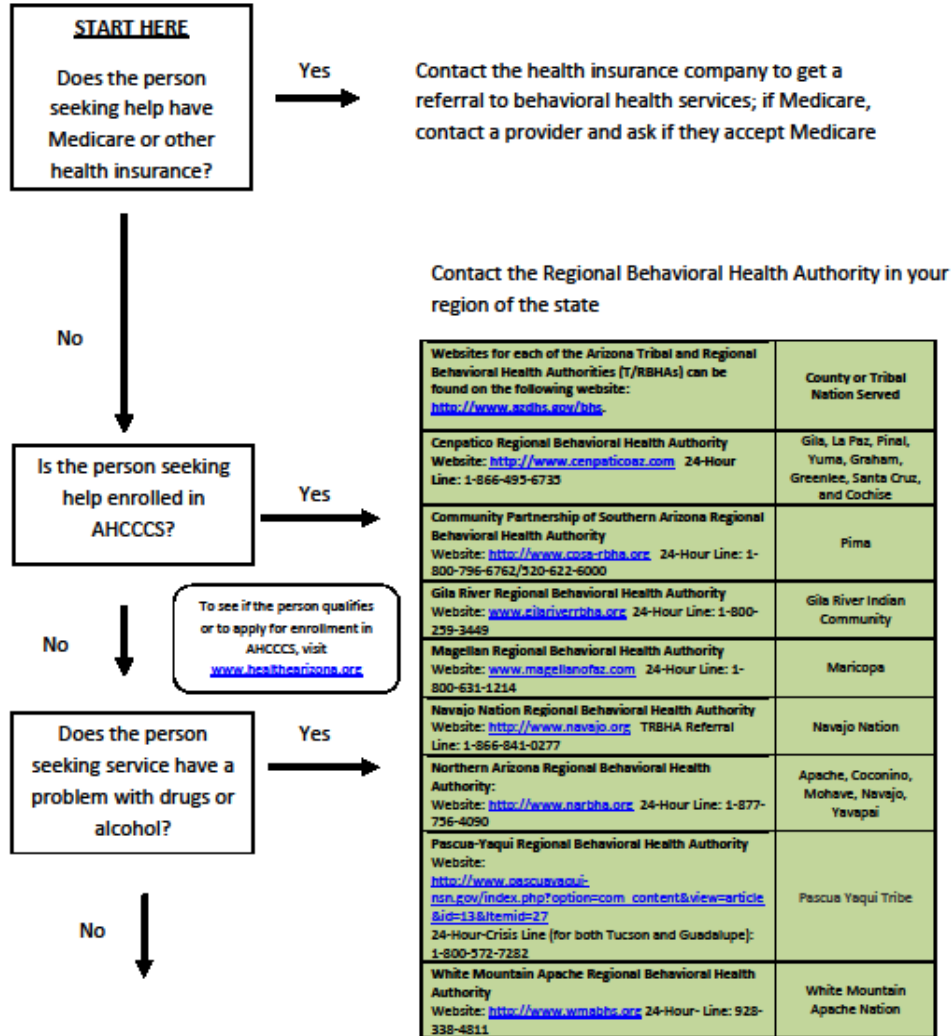 START HERE
Does the person
seeking help have
Medicare or other
health insurance?
Yes
Contact the health insurance company to get a
referral to behavioral health services; if Medicare,
contact a provider and ask if they accept Medicare
No
Contact the Regional Behavioral Health Authority in your
region of the state
Websites for each of the Arizona Tribal and Regional
Behavioral Health Authorities (T/RBHAs) can be
found on the following website:
http://www.azdhs.gov/bhs.
County or Tribal
Nation Served
Cenpatico Regional Behavioral Health Authority
Website: http://www.cenpaticoaz.com 24-Hour
Line: 1-866-495-6735
Gila, La Paz, Pinal,
Yuma, Graham,
Greenlee, Santa Cruz,
and Cochise
Is the person seeking
help enrolled in
AHCCCS?
Yes
Community Partnership of Southern Arizona Regional
Behavioral Health Authority
Website: http://www.cpsa-rbha.org 24-Hour Line: 1-
800-796-6762/520-622-6000
Pima
No
To see if the person qualifies
or to apply for enrollment in
AHCCCS, visit
www.healthearizona.org
Gila River Regional Behavioral Health Authority
Website: www.gilariverrbha.org 24-Hour Line: 1-800-
259-3449
Gila River Indian
Community
Magellan Regional Behavioral Health Authority
Website: www.magellanofaz.com 24-Hour Line: 1-
800-631-1214
Maricopa
Does the person
seeking service have a
problem with drugs or
alcohol?
Yes
Navajo Nation Regional Behavioral Health Authority
Website: http://www.navajo.org TRBHA Referral
Line: 1-866-841-0277
Navajo Nation
Northern Arizona Regional Behavioral Health
Authority:
Website: http://www.narbha.org 24-Hour Line: 1-877-
756-4090
Apache, Coconino,
Mohave, Navajo,
Yavapai
No
Pascua-Yaqui Regional Behavioral Health Authority
Website:
http://www.pascuayaqui-
nsn.gov/index.php?option=com_content&view=article
&id=13&Itemid=27
24-Hour-Crisis Line (for both Tucson and Guadalupe):
1-800-572-7282
Pascua Yaqui Tribe
White Mountain Apache Regional Behavioral Health
Authority
Website: http://www.wmabhs.org 24-Hour- Line: 928-
338-4811
White Mountain
Apache Nation